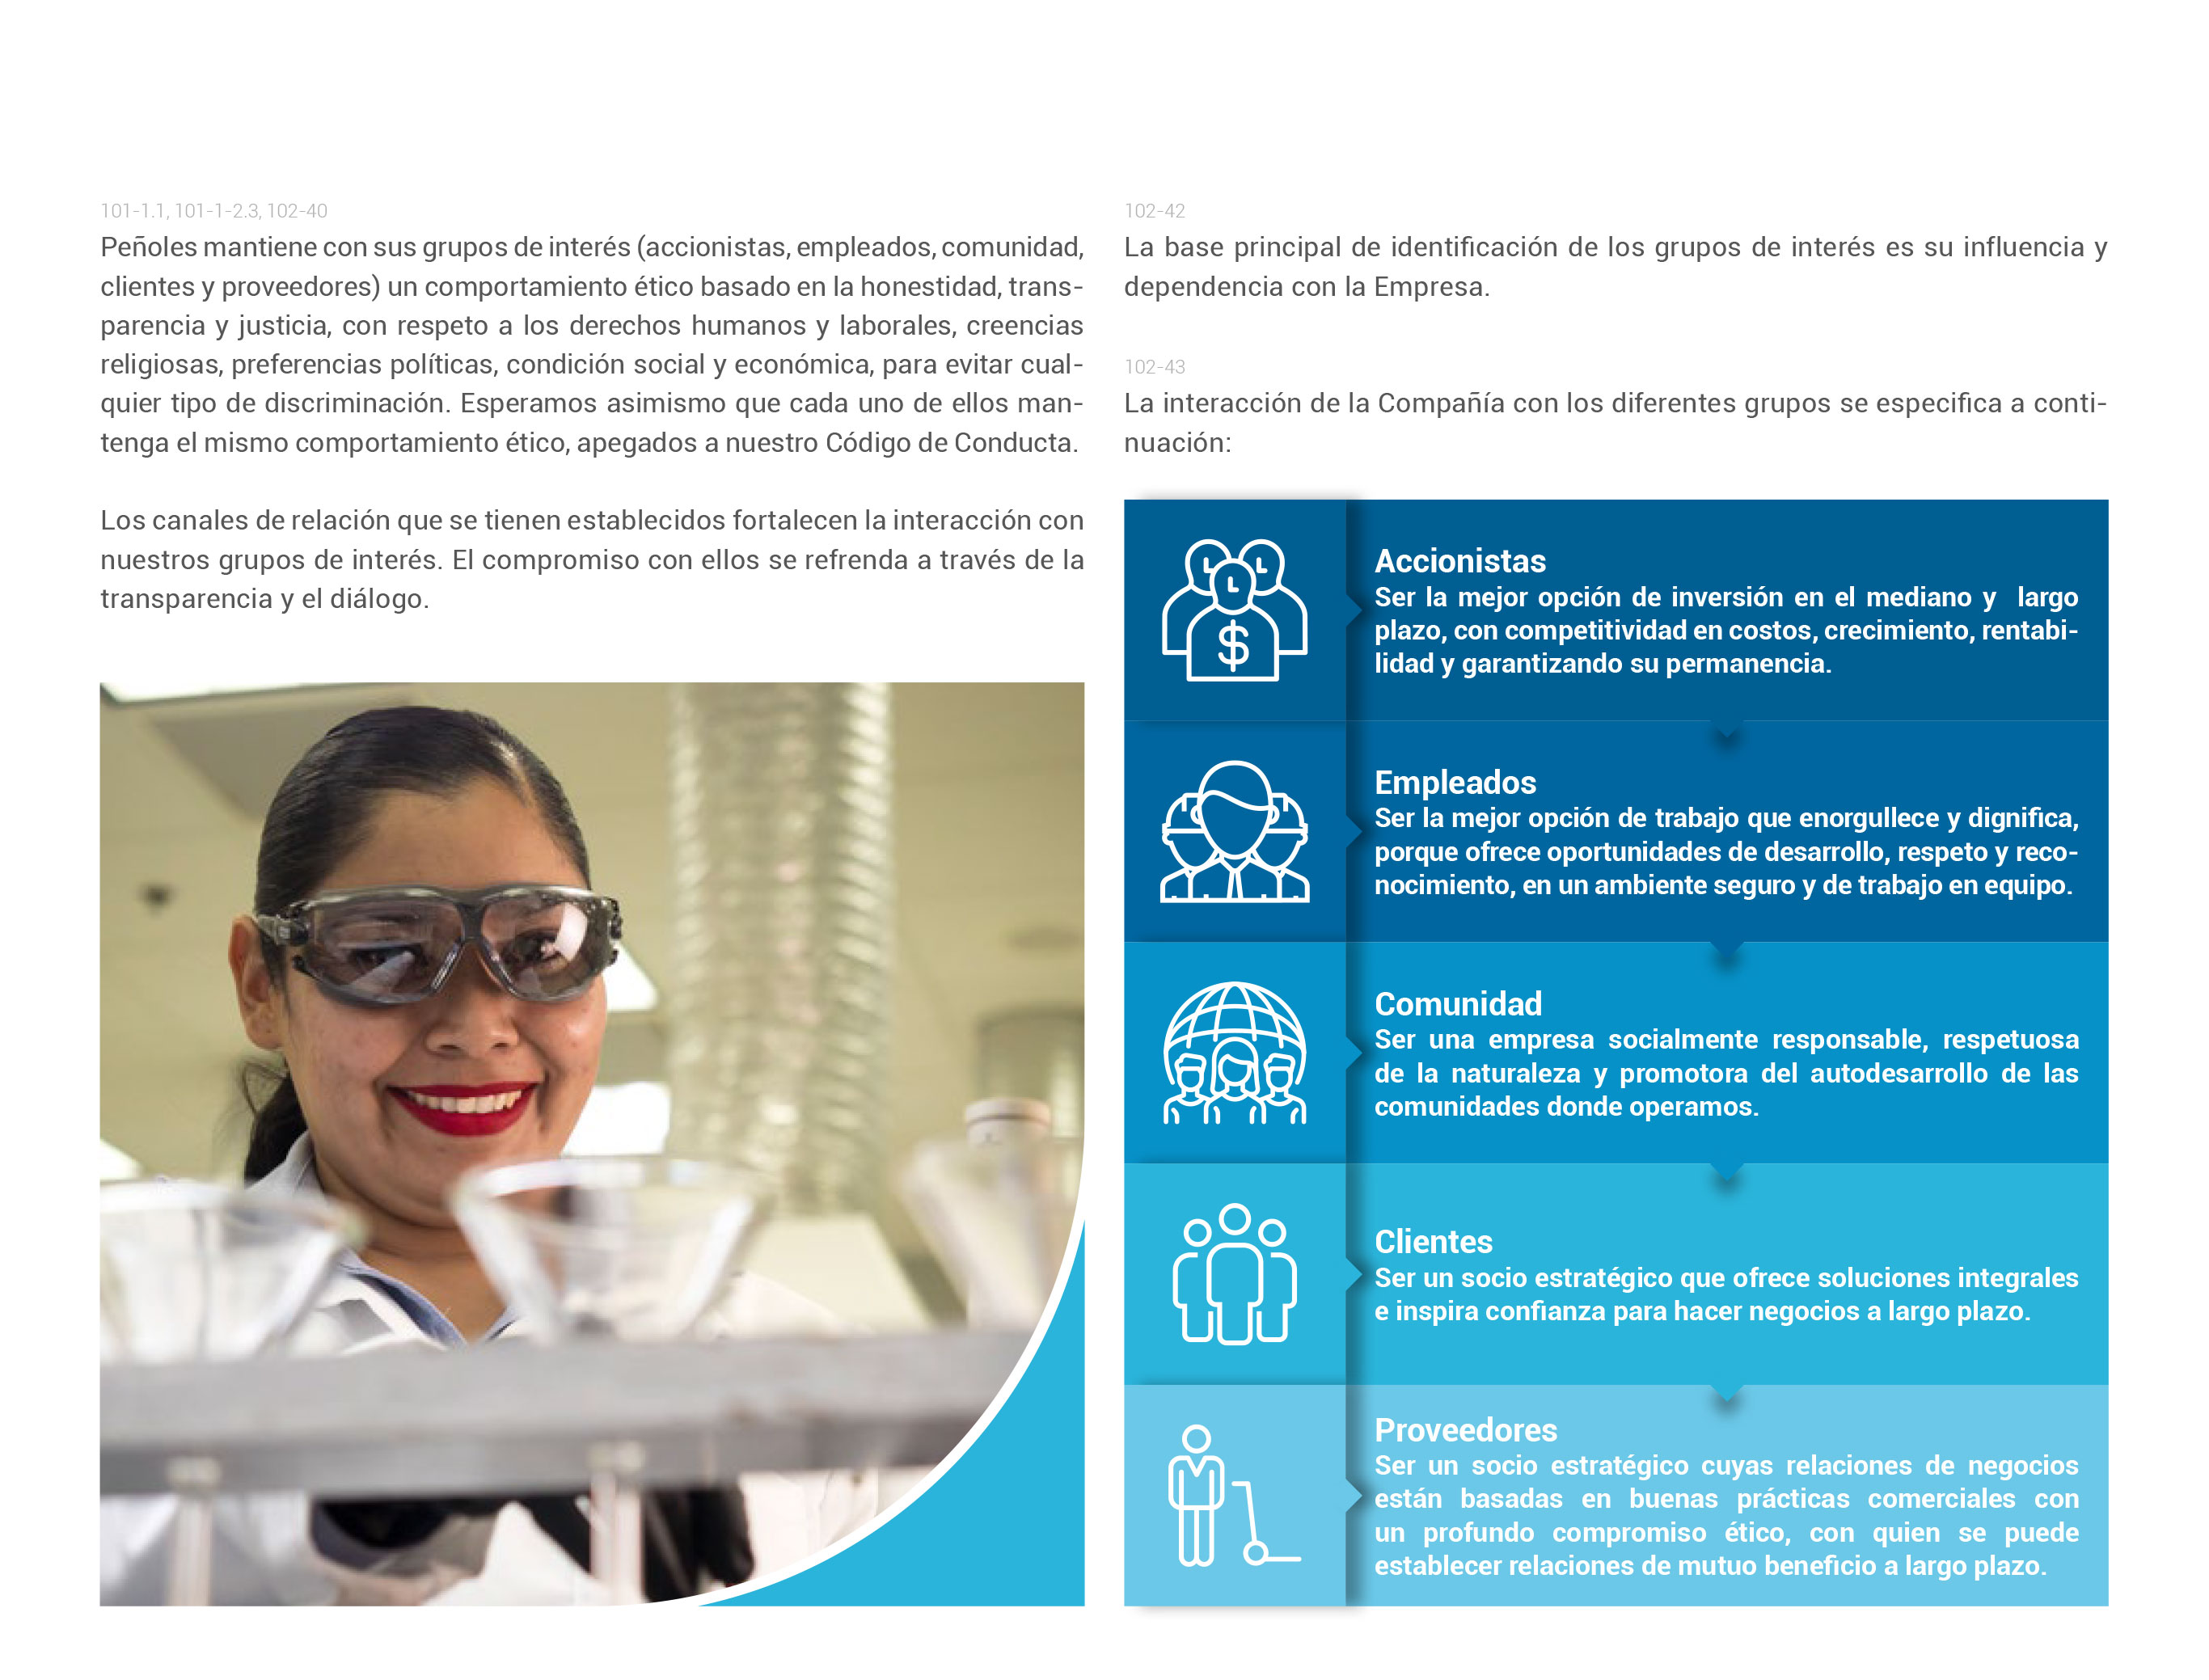 101-1.1, 101-1-2.3, 102-40
Peñoles mantiene con sus grupos de interés (accionistas, empleados, comunidad,
clientes y proveedores) un comportamiento ético basado en la honestidad, trans-
parencia y justicia, con respeto a los derechos humanos y laborales, creencias
religiosas, preferencias políticas, condición social y económica, para evitar cual-
quier tipo de discriminación. Esperamos asimismo que cada uno de ellos man-
tenga el mismo comportamiento ético, apegados a nuestro Código de Conducta.
Los canales de relación que se tienen establecidos fortalecen la interacción con
nuestros grupos de interés. El compromiso con ellos se refrenda a través de la
transparencia y el diálogo.
102-42
La base principal de identificación de los grupos de interés es su influencia y
dependencia con la Empresa.
102-43
La interacción de la Compañía con los diferentes grupos se especifica a conti-
nuación:
Accionistas
Ser la mejor opción de inversión en el mediano y largo
plazo, con competitividad en costos, crecimiento, rentabi-
lidad y garantizando su permanencia.
Empleados
Ser la mejor opción de trabajo que enorgullece y dignifica,
porque ofrece oportunidades de desarrollo, respeto y reco-
nocimiento, en un ambiente seguro y de trabajo en equipo.
Comunidad
Ser una empresa socialmente responsable, respetuosa
de la naturaleza y promotora del autodesarrollo de las
comunidades donde operamos.
Clientes
Ser un socio estratégico que ofrece soluciones integrales
e inspira confianza para hacer negocios a largo plazo.
Proveedores
Ser un socio estratégico cuyas relaciones de negocios
están basadas en buenas prácticas comerciales con
un profundo compromiso ético, con quien se puede
establecer relaciones de mutuo beneficio a largo plazo.